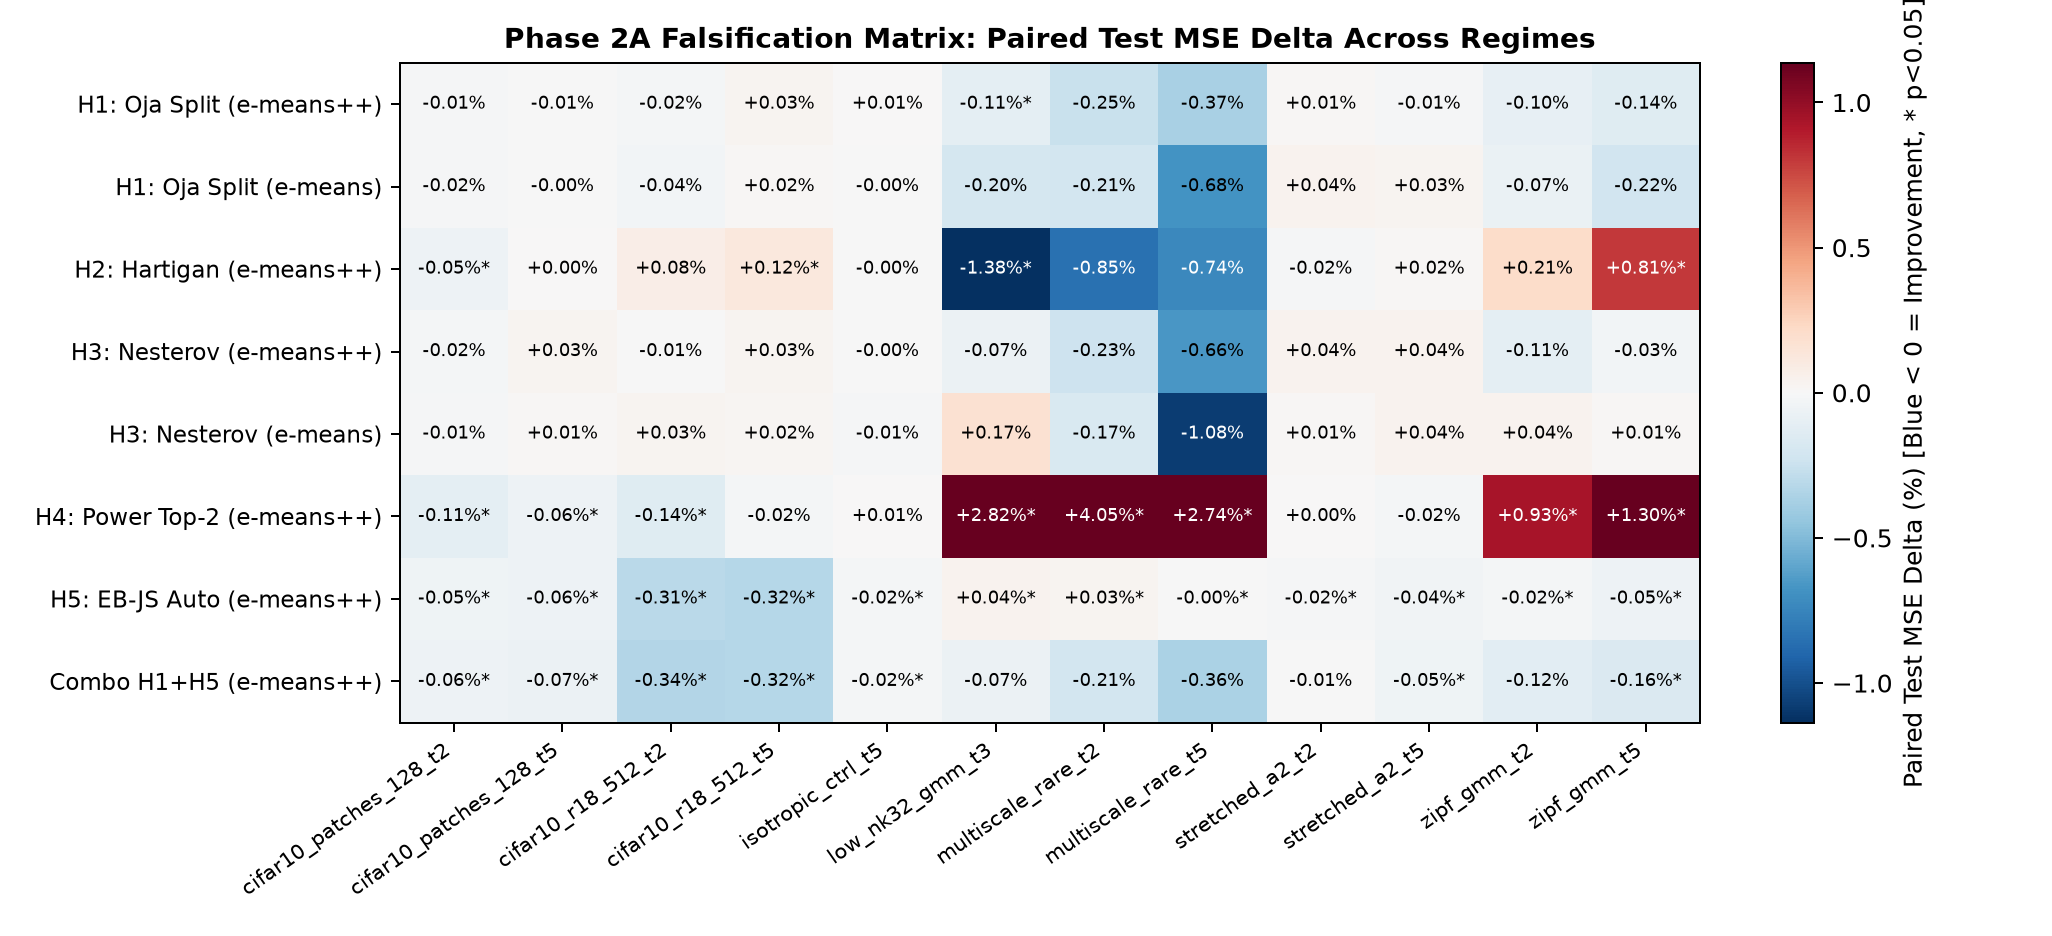 Phase 2A Falsification Matrix: Paired Test MSE Delta Across Regimes
H1: Oja Split (e-means++) -0.01% -0.01% -0.02% +0.03% +0.01% -0.11%* -0.25% -0.37% +0.01% -0.01% -0.10% -0.14%
H1: Oja Split (e-means) -0.02% -0.00% -0.04% +0.02% -0.00% -0.20% -0.21% -0.68% +0.04% +0.03% -0.07% -0.22%
H2: Hartigan (e-means++) -0.05%* +0.00% +0.08% +0.12%* -0.00% -1.38%* -0.85% -0.74% -0.02% +0.02% +0.21% +0.81%*
H3: Nesterov (e-means++) -0.02% +0.03% -0.01% +0.03% -0.00% -0.07% -0.23% -0.66% +0.04% +0.04% -0.11% -0.03%
H3: Nesterov (e-means) -0.01% +0.01% +0.03% +0.02% -0.01% +0.17% -0.17% -1.08% +0.01% +0.04% +0.04% +0.01%
H4: Power Top-2 (e-means++) -0.11%* -0.06%* -0.14%* -0.02% +0.01% +2.82%* +4.05%* +2.74%* +0.00% -0.02% +0.93%* +1.30%*
H5: EB-JS Auto (e-means++) -0.05%* -0.06%* -0.31%* -0.32%* -0.02%* +0.04%* +0.03%* -0.00%* -0.02%* -0.04%* -0.02%* -0.05%*
Combo H1+H5 (e-means++) -0.06%* -0.07%* -0.34%* -0.32%* -0.02%* -0.07% -0.21% -0.36% -0.01% -0.05%* -0.12% -0.16%*
cifar10_patches_128_t2
cifar10_patches_128_t5
cifar10_r18_512_t2
cifar10_r18_512_t5
isotropic_ctrl_t5
low_nk32_gmm_t3
multiscale_rare_t2
multiscale_rare_t5
stretched_a2_t2
stretched_a2_t5
zipf_gmm_t2
zipf_gmm_t5
1.0
0.5
0.0
−0.5
−1.0
Paired Test MSE Delta (%) [Blue < 0 = Improvement, * p<0.05]